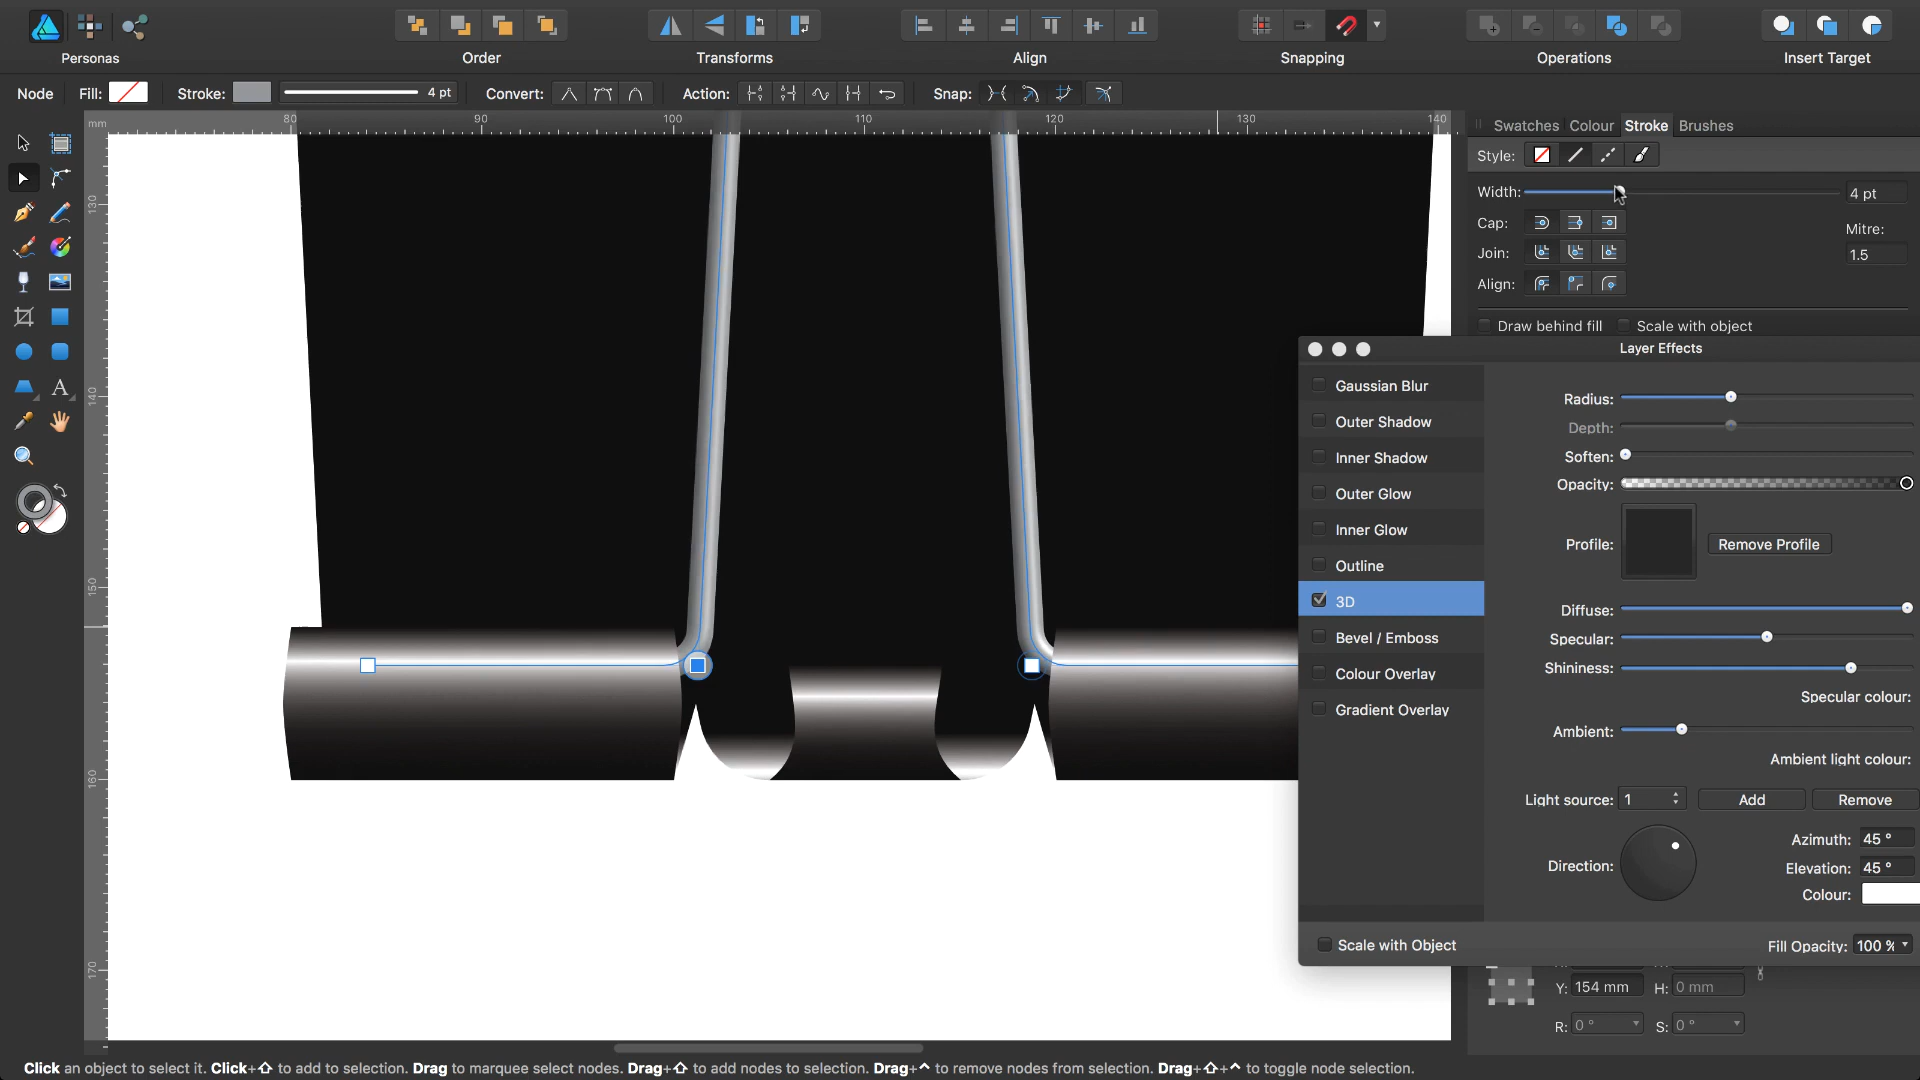 Personas
Order
Transforms
Align
Snapping
Operations
Insert Target
Node Fill: Stroke: 4 pt Convert: Action: Snap:
mm 80 90 100 110 120 130 140
130
140
150
160
170
Swatches Colour Stroke Brushes
Style:
Width: 4 pt
Cap:
Mitre:
Join: 1.5
Align:
Draw behind fill Scale with object
Layer Effects
Gaussian Blur
Outer Shadow
Inner Shadow
Outer Glow
Inner Glow
Outline
3D
Bevel / Emboss
Colour Overlay
Gradient Overlay
Radius:
Depth:
Soften:
Opacity:
Profile: Remove Profile
Diffuse:
Specular:
Shininess:
Specular colour:
Ambient:
Ambient light colour:
Light source: 1 Add Remove
Azimuth: 45 °
Direction:
Elevation: 45 °
Colour:
Scale with Object
Fill Opacity: 100 %
Y: 154 mm H: 0 mm
R: 0 ° S: 0 °
Click an object to select it. Click+⇧ to add to selection. Drag to marquee select nodes. Drag+⇧ to add nodes to selection. Drag+^ to remove nodes from selection. Drag+⇧+^ to toggle node selection.